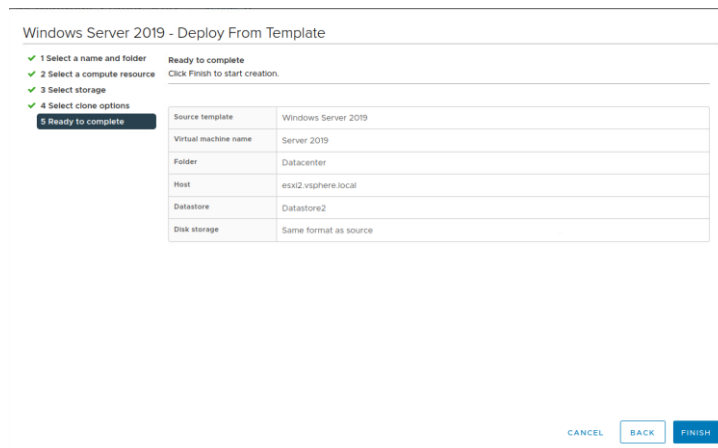 Windows Server 2019 - Deploy From Template
1 Select a name and folder
2 Select a compute resource
3 Select storage
4 Select clone options
5 Ready to complete
Ready to complete
Click Finish to start creation.
Source template Windows Server 2019
Virtual machine name Server 2019
Folder Datacenter
Host esxi2.vsphere.local
Datastore Datastore2
Disk storage Same format as source
CANCEL BACK FINISH